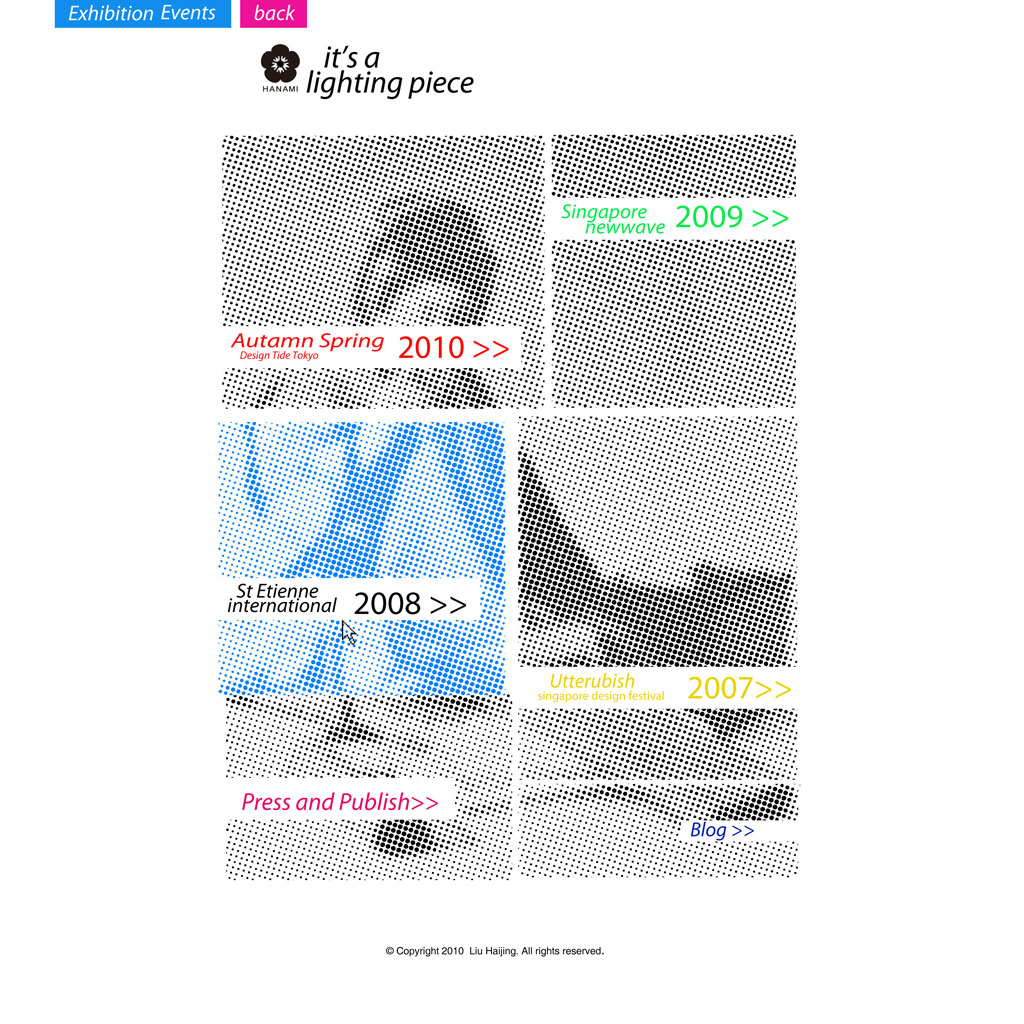 Exhibition Events
back
it's a
lighting piece
HANAMI
Singapore
newwave
2009 >>
Autamn Spring
Design Tide Tokyo
2010 >>
St Etienne
international
2008 >>
Utterubish
singapore design festival
2007>>
Press and Publish>>
Blog >>
© Copyright 2010 Liu Haijing. All rights reserved.